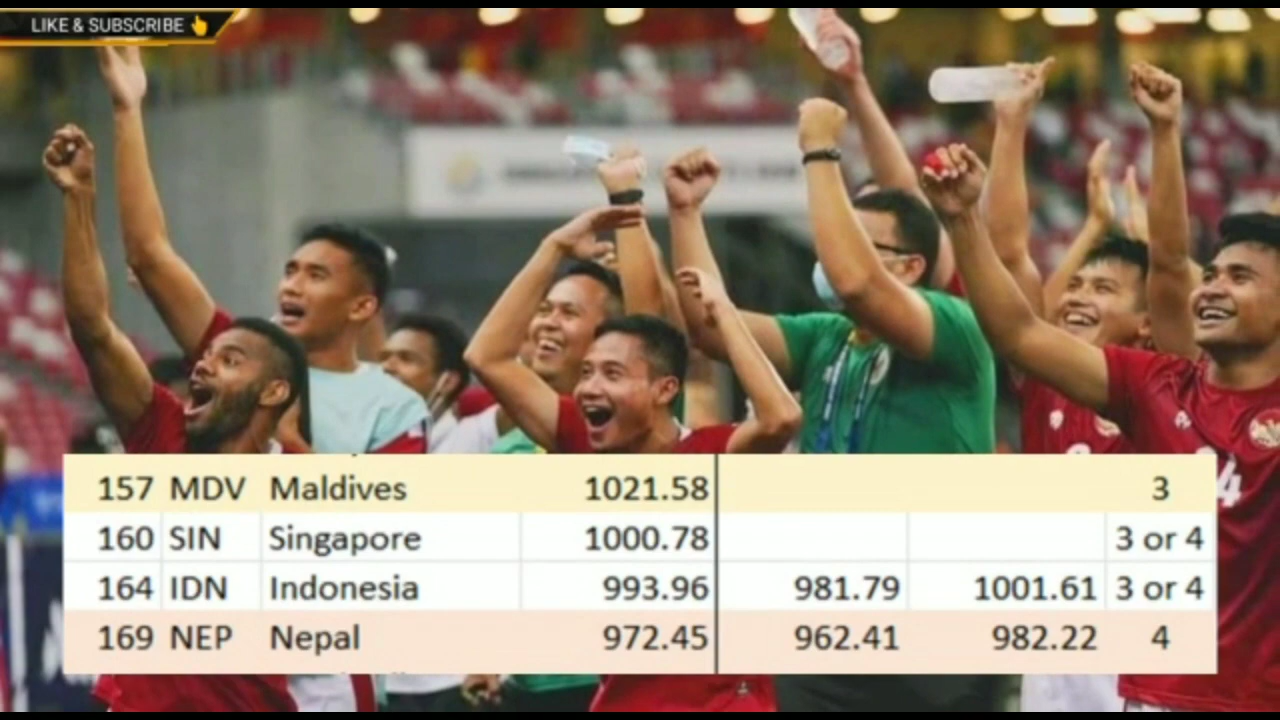 LIKE & SUBSCRIBE
157 MDV Maldives 1021.58 3
160 SIN Singapore 1000.78 3 or 4
164 IDN Indonesia 993.96 981.79 1001.61 3 or 4
169 NEP Nepal 972.45 962.41 982.22 4